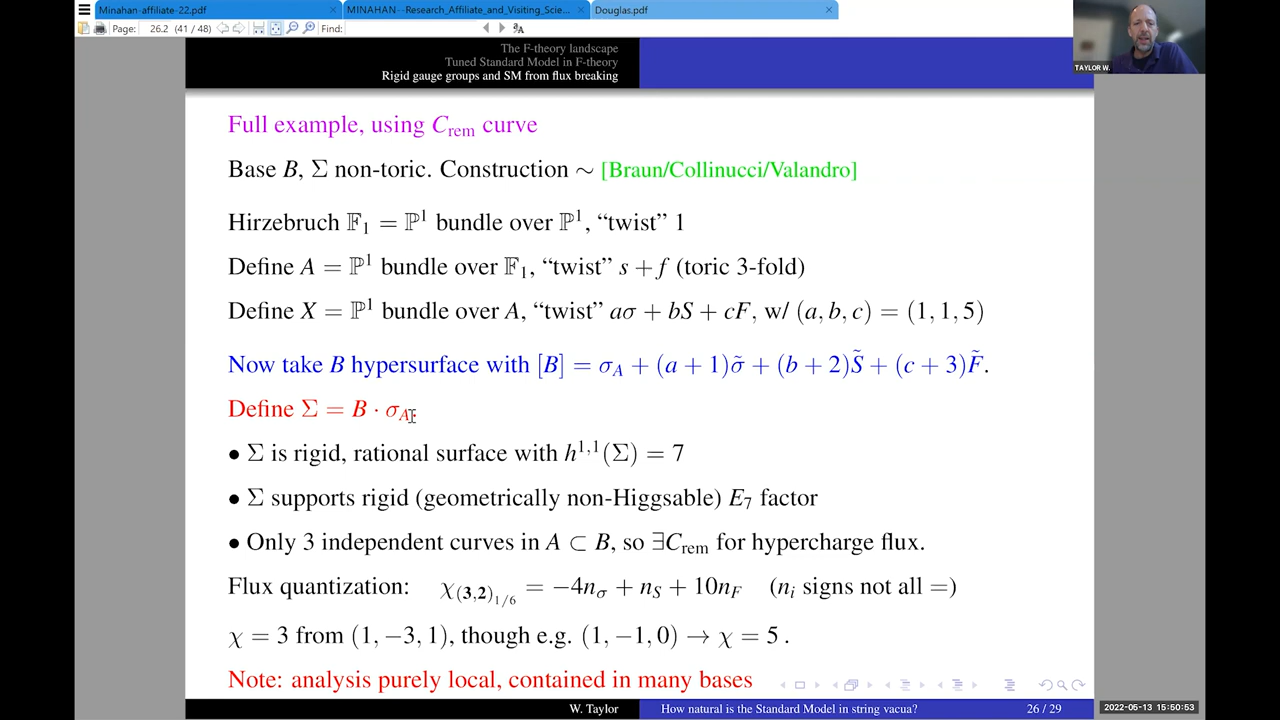 Minahan-affiliate-22.pdf
MINAHAN--Research_Affiliate_and_Visiting_Scie...
Douglas.pdf
Page: 26.2 (41 / 48) Find:
The F-theory landscape
Tuned Standard Model in F-theory
Rigid gauge groups and SM from flux breaking
TAYLOR W.
Full example, using C_rem curve
Base B, Σ non-toric. Construction ∼ [Braun/Collinucci/Valandro]
Hirzebruch 𝔽₁ = ℙ¹ bundle over ℙ¹, “twist” 1
Define A = ℙ¹ bundle over 𝔽₁, “twist” s + f (toric 3-fold)
Define X = ℙ¹ bundle over A, “twist” aσ + bS + cF, w/ (a, b, c) = (1, 1, 5)
Now take B hypersurface with [B] = σ_A + (a + 1)σ̃ + (b + 2)S̃ + (c + 3)F̃.
Define Σ = B · σ_A.
• Σ is rigid, rational surface with h^{1,1}(Σ) = 7
• Σ supports rigid (geometrically non-Higgsable) E₇ factor
• Only 3 independent curves in A ⊂ B, so ∃C_rem for hypercharge flux.
Flux quantization: χ_{(3,2)_{1/6}} = −4n_σ + n_S + 10n_F (n_i signs not all =)
χ = 3 from (1, −3, 1), though e.g. (1, −1, 0) → χ = 5 .
Note: analysis purely local, contained in many bases
W. Taylor How natural is the Standard Model in string vacua? 26 / 29
2022-05-13 15:50:53